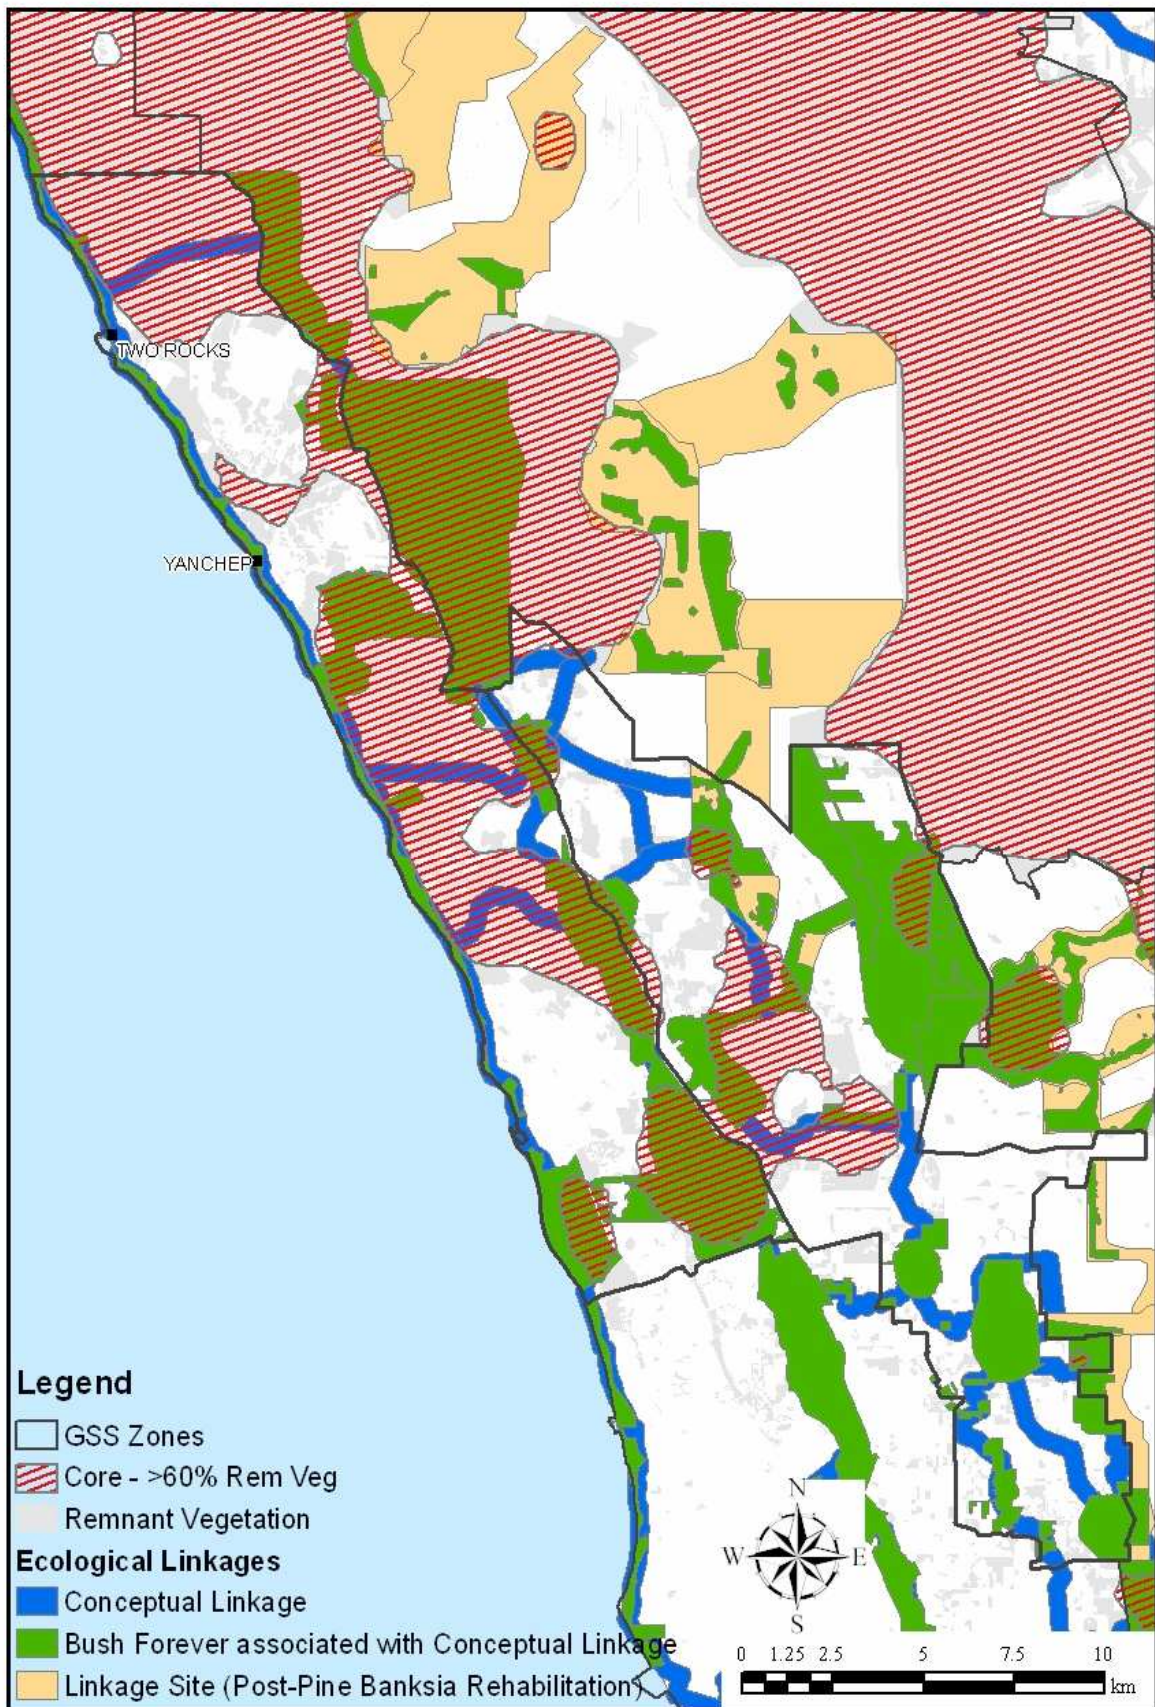 TWO ROCKS
YANCHEP
Legend
GSS Zones
Core - >60% Rem Veg
Remnant Vegetation
Ecological Linkages
Conceptual Linkage
Bush Forever associated with Conceptual Linkage
Linkage Site (Post-Pine Banksia Rehabilitation)
N
W E
S
0 1.25 2.5 5 7.5 10
km